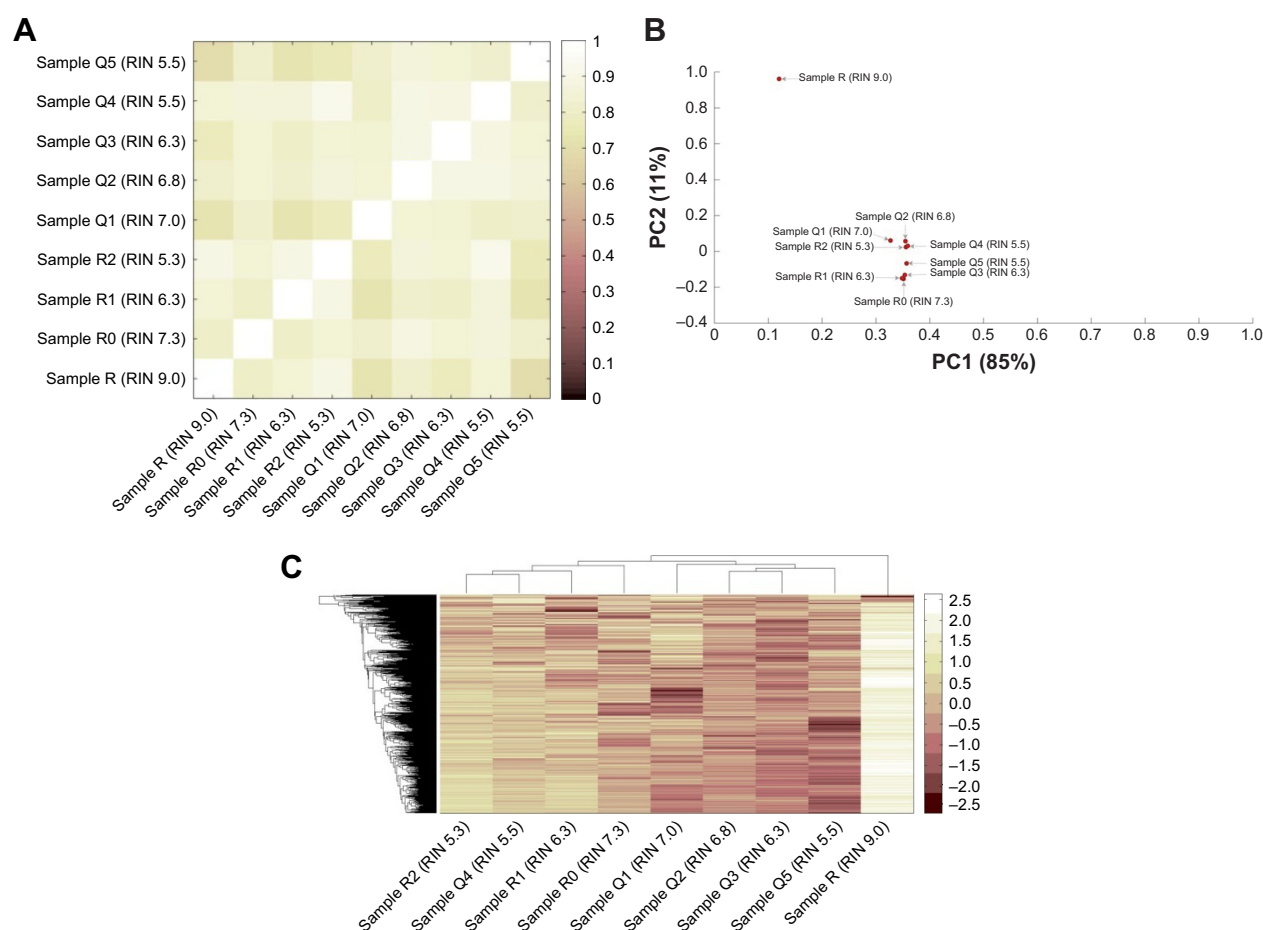 A
Sample Q5 (RIN 5.5)
Sample Q4 (RIN 5.5)
Sample Q3 (RIN 6.3)
Sample Q2 (RIN 6.8)
Sample Q1 (RIN 7.0)
Sample R2 (RIN 5.3)
Sample R1 (RIN 6.3)
Sample R0 (RIN 7.3)
Sample R (RIN 9.0)
Sample R (RIN 9.0)
Sample R0 (RIN 7.3)
Sample R1 (RIN 6.3)
Sample R2 (RIN 5.3)
Sample Q1 (RIN 7.0)
Sample Q2 (RIN 6.8)
Sample Q3 (RIN 6.3)
Sample Q4 (RIN 5.5)
Sample Q5 (RIN 5.5)
1
0.9
0.8
0.7
0.6
0.5
0.4
0.3
0.2
0.1
0
B
PC2 (11%)
1.0
0.8
0.6
0.4
0.2
0
–0.2
–0.4
Sample R (RIN 9.0)
Sample Q2 (RIN 6.8)
Sample Q1 (RIN 7.0)
Sample R2 (RIN 5.3)
Sample Q4 (RIN 5.5)
Sample Q5 (RIN 5.5)
Sample Q3 (RIN 6.3)
Sample R1 (RIN 6.3)
Sample R0 (RIN 7.3)
0 0.1 0.2 0.3 0.4 0.5 0.6 0.7 0.8 0.9 1.0
PC1 (85%)
C
2.5
2.0
1.5
1.0
0.5
0.0
–0.5
–1.0
–1.5
–2.0
–2.5
Sample R2 (RIN 5.3)
Sample Q4 (RIN 5.5)
Sample R1 (RIN 6.3)
Sample R0 (RIN 7.3)
Sample Q1 (RIN 7.0)
Sample Q2 (RIN 6.8)
Sample Q3 (RIN 6.3)
Sample Q5 (RIN 5.5)
Sample R (RIN 9.0)